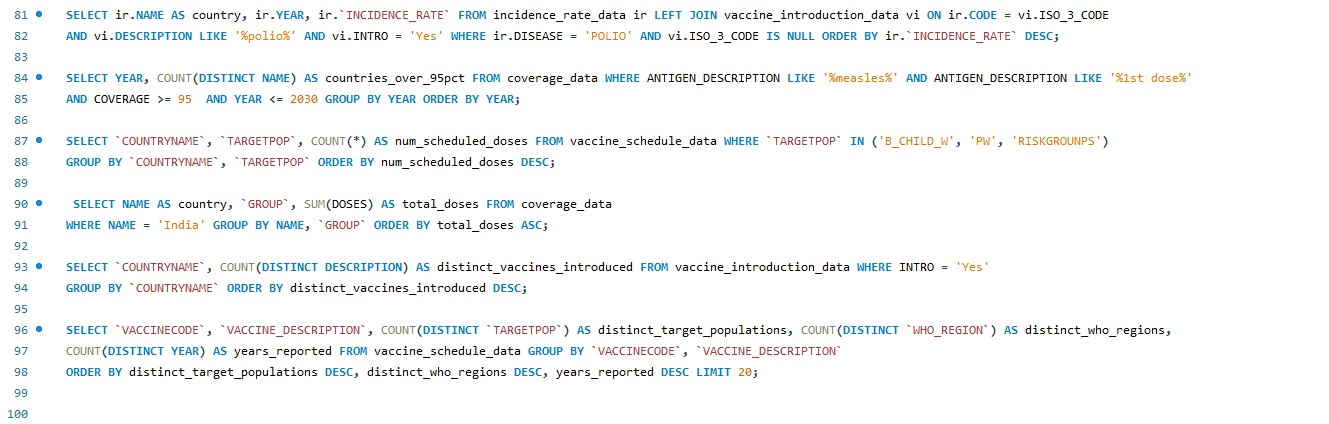 81 SELECT ir.NAME AS country, ir.YEAR, ir.`INCIDENCE_RATE` FROM incidence_rate_data ir LEFT JOIN vaccine_introduction_data vi ON ir.CODE = vi.ISO_3_CODE
82 AND vi.DESCRIPTION LIKE '%polio%' AND vi.INTRO = 'Yes' WHERE ir.DISEASE = 'POLIO' AND vi.ISO_3_CODE IS NULL ORDER BY ir.`INCIDENCE_RATE` DESC;
83
84 SELECT YEAR, COUNT(DISTINCT NAME) AS countries_over_95pct FROM coverage_data WHERE ANTIGEN_DESCRIPTION LIKE '%measles%' AND ANTIGEN_DESCRIPTION LIKE '%1st dose%'
85 AND COVERAGE >= 95  AND YEAR <= 2030 GROUP BY YEAR ORDER BY YEAR;
86
87 SELECT `COUNTRYNAME`, `TARGETPOP`, COUNT(*) AS num_scheduled_doses FROM vaccine_schedule_data WHERE `TARGETPOP` IN ('B_CHILD_W', 'PW', 'RISKGROUNPS')
88 GROUP BY `COUNTRYNAME`, `TARGETPOP` ORDER BY num_scheduled_doses DESC;
89
90 SELECT NAME AS country, `GROUP`, SUM(DOSES) AS total_doses FROM coverage_data
91 WHERE NAME = 'India' GROUP BY NAME, `GROUP` ORDER BY total_doses ASC;
92
93 SELECT `COUNTRYNAME`, COUNT(DISTINCT DESCRIPTION) AS distinct_vaccines_introduced FROM vaccine_introduction_data WHERE INTRO = 'Yes'
94 GROUP BY `COUNTRYNAME` ORDER BY distinct_vaccines_introduced DESC;
95
96 SELECT `VACCINECODE`, `VACCINE_DESCRIPTION`, COUNT(DISTINCT `TARGETPOP`) AS distinct_target_populations, COUNT(DISTINCT `WHO_REGION`) AS distinct_who_regions,
97 COUNT(DISTINCT YEAR) AS years_reported FROM vaccine_schedule_data GROUP BY `VACCINECODE`, `VACCINE_DESCRIPTION`
98 ORDER BY distinct_target_populations DESC, distinct_who_regions DESC, years_reported DESC LIMIT 20;
99
100